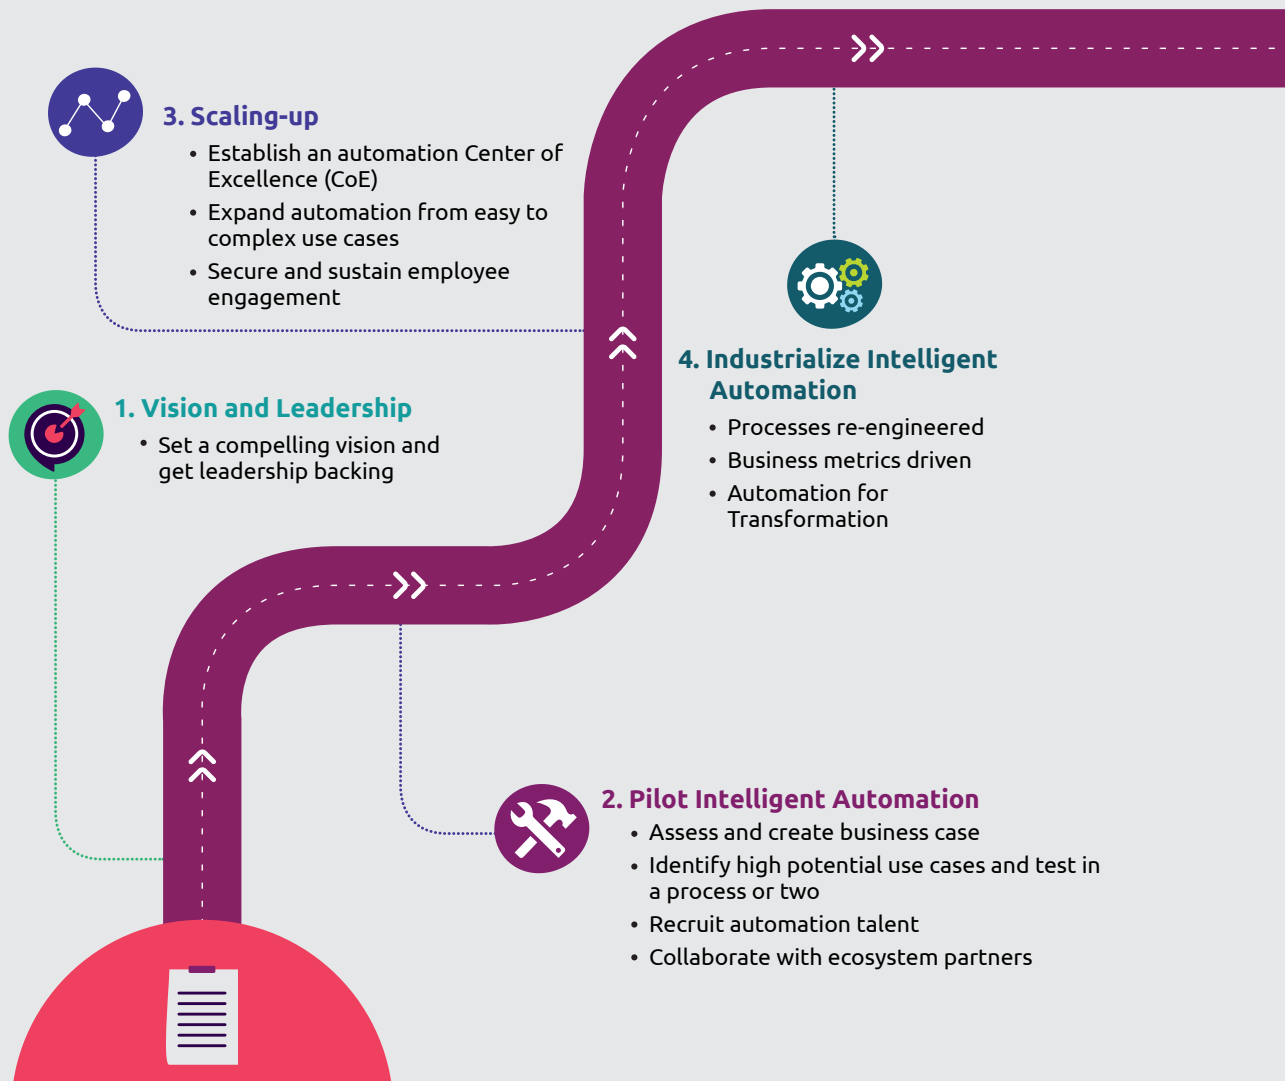 3. Scaling-up
• Establish an automation Center of
Excellence (CoE)
• Expand automation from easy to
complex use cases
• Secure and sustain employee
engagement
1. Vision and Leadership
• Set a compelling vision and
get leadership backing
4. Industrialize Intelligent
Automation
• Processes re-engineered
• Business metrics driven
• Automation for
Transformation
2. Pilot Intelligent Automation
• Assess and create business case
• Identify high potential use cases and test in
a process or two
• Recruit automation talent
• Collaborate with ecosystem partners